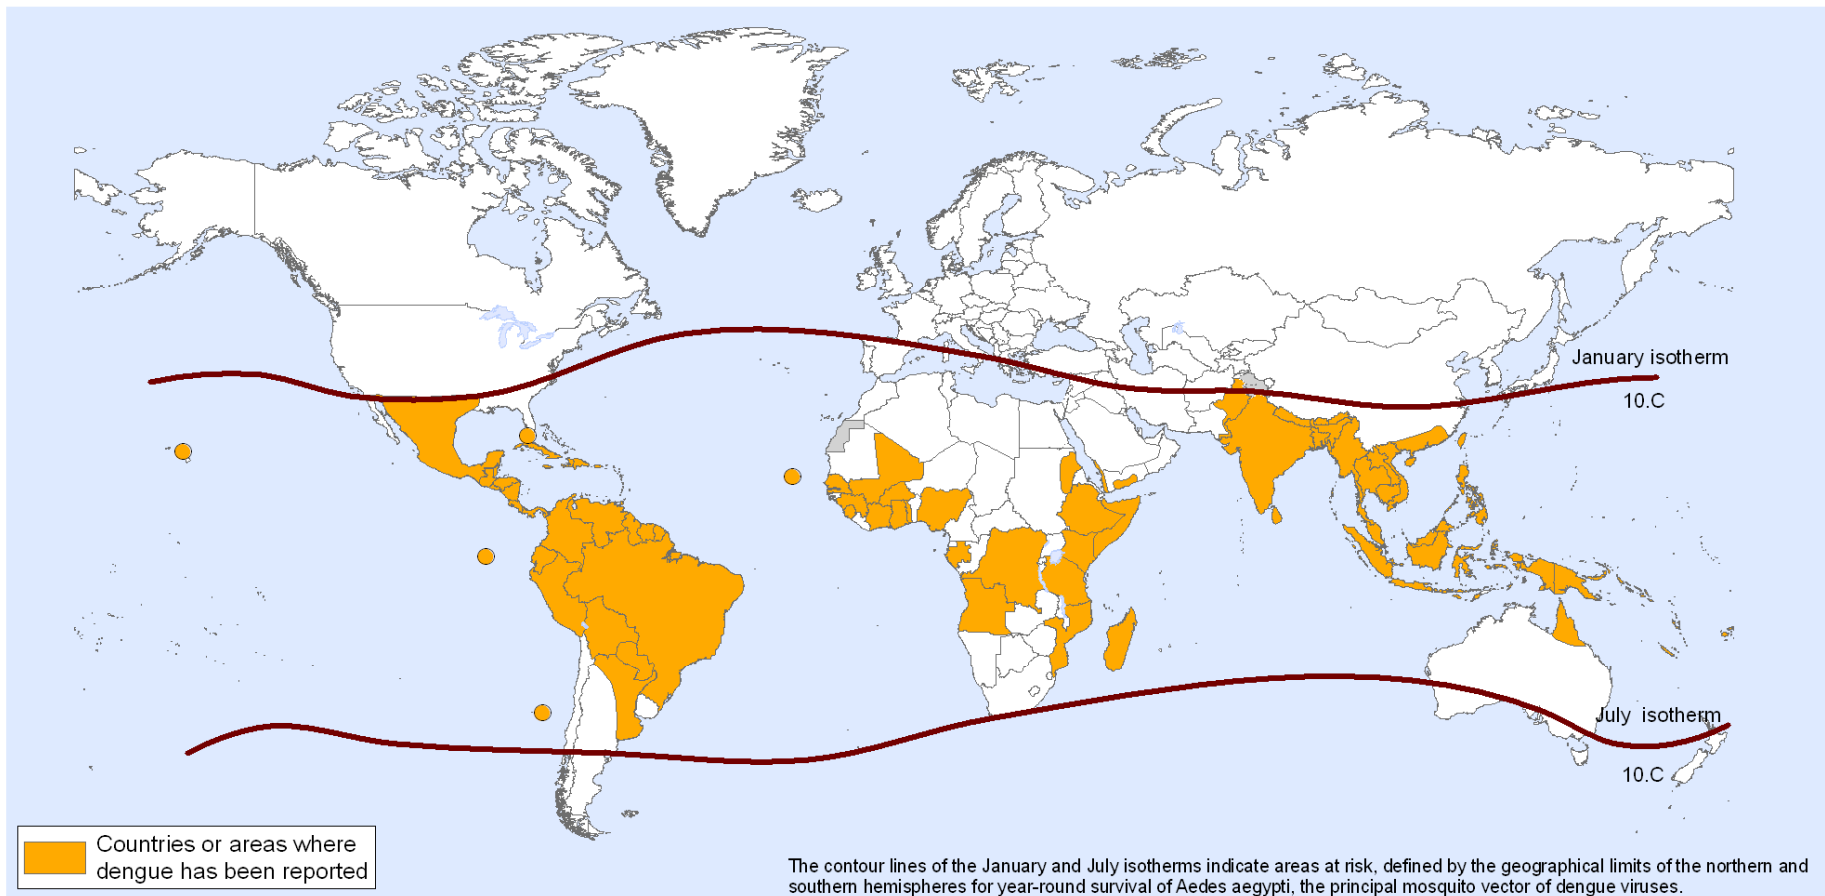 January isotherm
10.C
July isotherm
10.C
Countries or areas where
dengue has been reported
The contour lines of the January and July isotherms indicate areas at risk, defined by the geographical limits of the northern and
southern hemispheres for year-round survival of Aedes aegypti, the principal mosquito vector of dengue viruses.